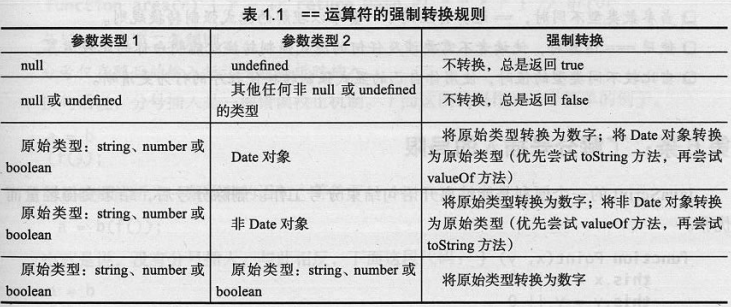 表 1.1 == 运算符的强制转换规则
参数类型 1 参数类型 2 强制转换
null undefined 不转换，总是返回 true
null 或 undefined 其他任何非 null 或 undefined 的类型 不转换，总是返回 false
原始类型：string、number 或 boolean Date 对象 将原始类型转换为数字；将 Date 对象转换为原始类型（优先尝试 toString 方法，再尝试 valueOf 方法）
原始类型：string、number 或 boolean 非 Date 对象 将原始类型转换为数字；将非 Date 对象转换为原始类型（优先尝试 valueOf 方法，再尝试 toString 方法）
原始类型：string、number 或 boolean 原始类型：string、number 或 boolean 将原始类型转换为数字